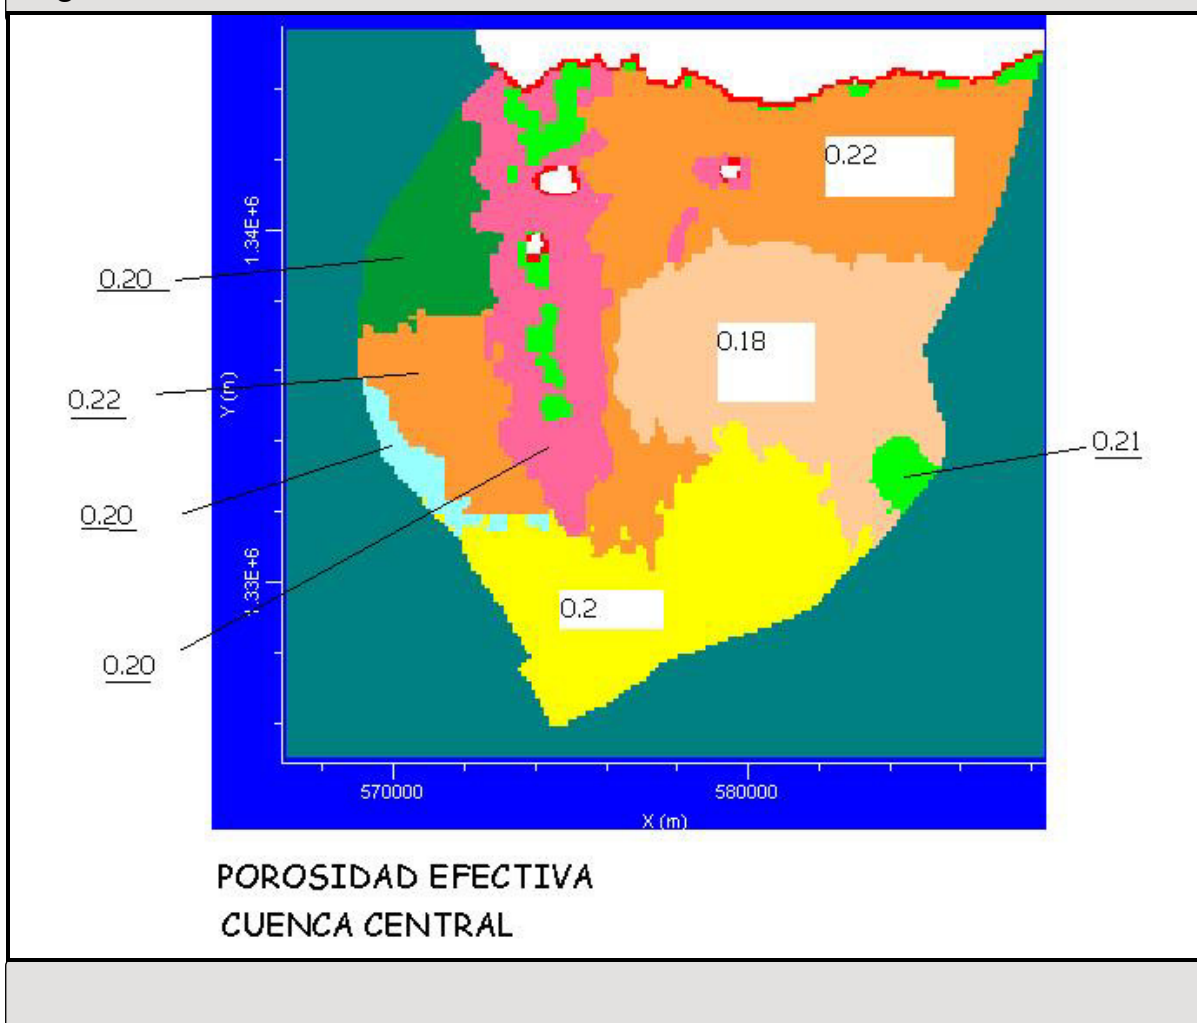 0.22
1.34E+6
0.20
0.18
0.22
Y (m)
0.21
0.20
1.33E+6
0.2
0.20
570000
580000
X (m)
POROSIDAD EFECTIVA
CUENCA CENTRAL